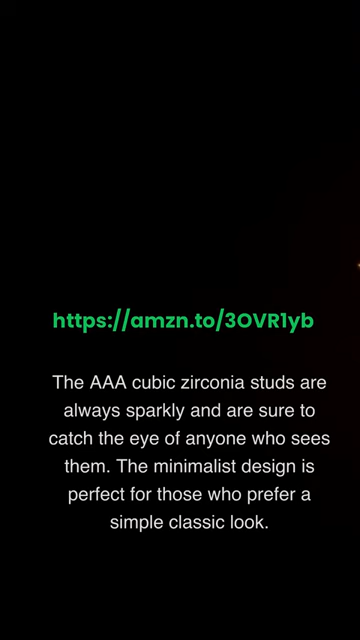 https://amzn.to/3OVR1yb
The AAA cubic zirconia studs are
always sparkly and are sure to
catch the eye of anyone who sees
them. The minimalist design is
perfect for those who prefer a
simple classic look.